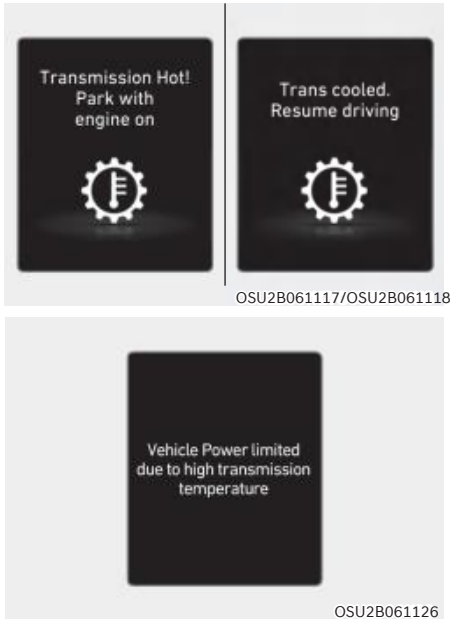 Transmission Hot!
Park with
engine on
Trans cooled.
Resume driving
OSU2B061117/OSU2B061118
Vehicle Power limited
due to high transmission
temperature
OSU2B061126